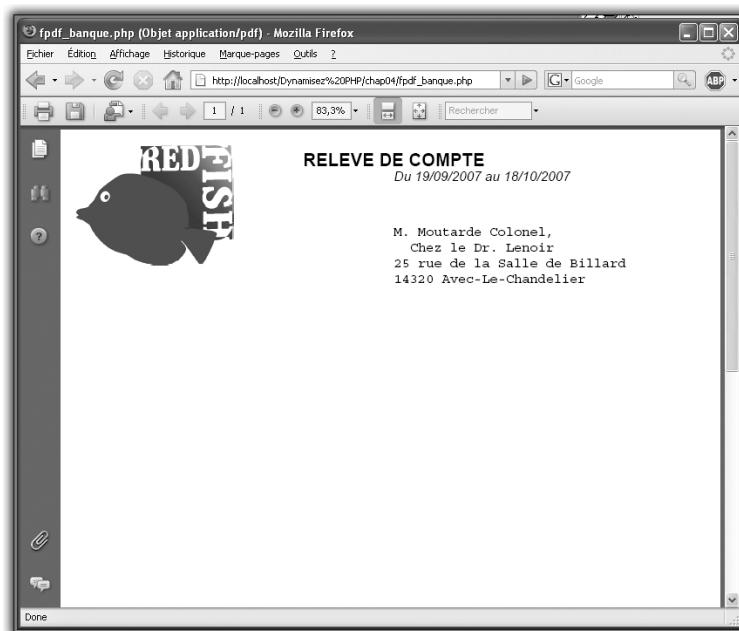 fpdf_banque.php (Objet application/pdf) - Mozilla Firefox
Fichier Édition Affichage Historique Marque-pages Outils ?
http://localhost/Dynamisez%20PHP/chap04/fpdf_banque.php G Google ABP
1 / 1 83,3% Rechercher
RED FISH
RELEVE DE COMPTE
Du 19/09/2007 au 18/10/2007
M. Moutarde Colonel,
Chez le Dr. Lenoir
25 rue de la Salle de Billard
14320 Avec-Le-Chandelier
Done